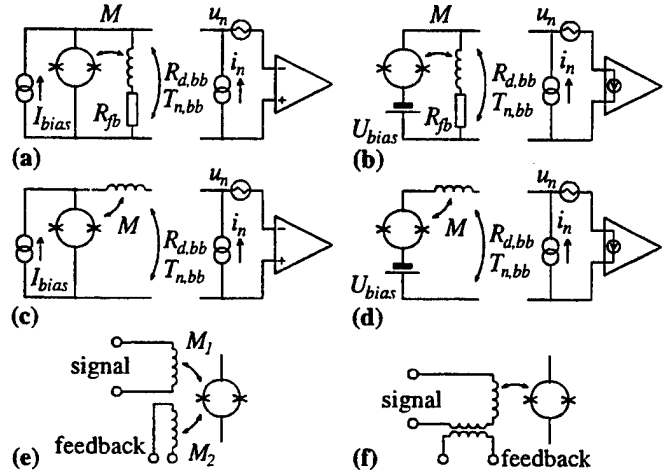 M
u_n
I_bias
R_fb
R_d,bb
T_n,bb
i_n
−
+
(a)
M
u_n
U_bias
R_fb
R_d,bb
T_n,bb
i_n
(b)
u_n
I_bias
M
R_d,bb
T_n,bb
i_n
−
+
(c)
u_n
U_bias
M
R_d,bb
T_n,bb
i_n
(d)
signal
M_1
feedback
M_2
(e)
signal
feedback
(f)